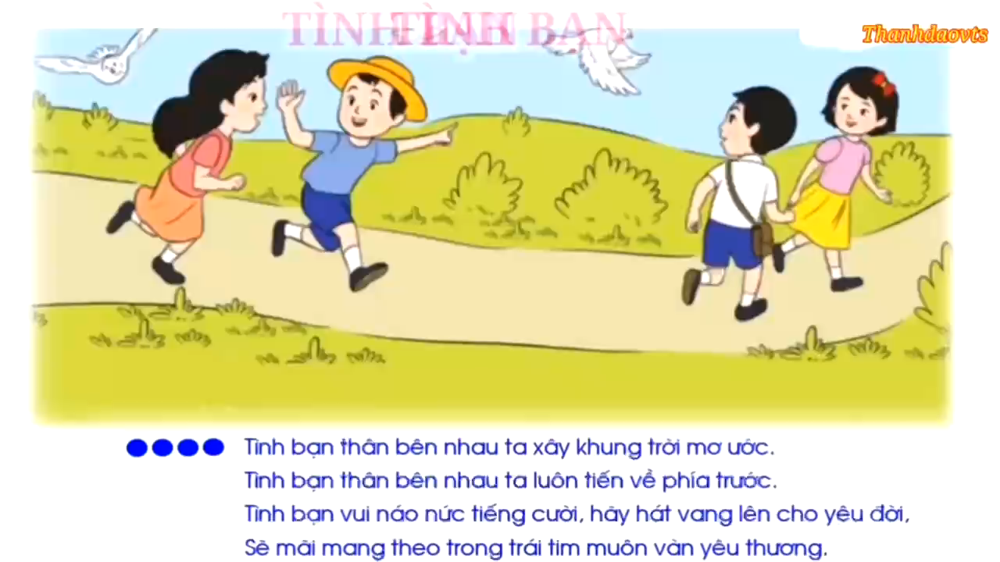 TÌNH BẠN
Thanhdaovts
Tình bạn thân bên nhau ta xây khung trời mơ ước.
Tình bạn thân bên nhau ta luôn tiến về phía trước.
Tình bạn vui náo nức tiếng cười, hãy hát vang lên cho yêu đời,
Sẽ mãi mang theo trong trái tim muôn vàn yêu thương.